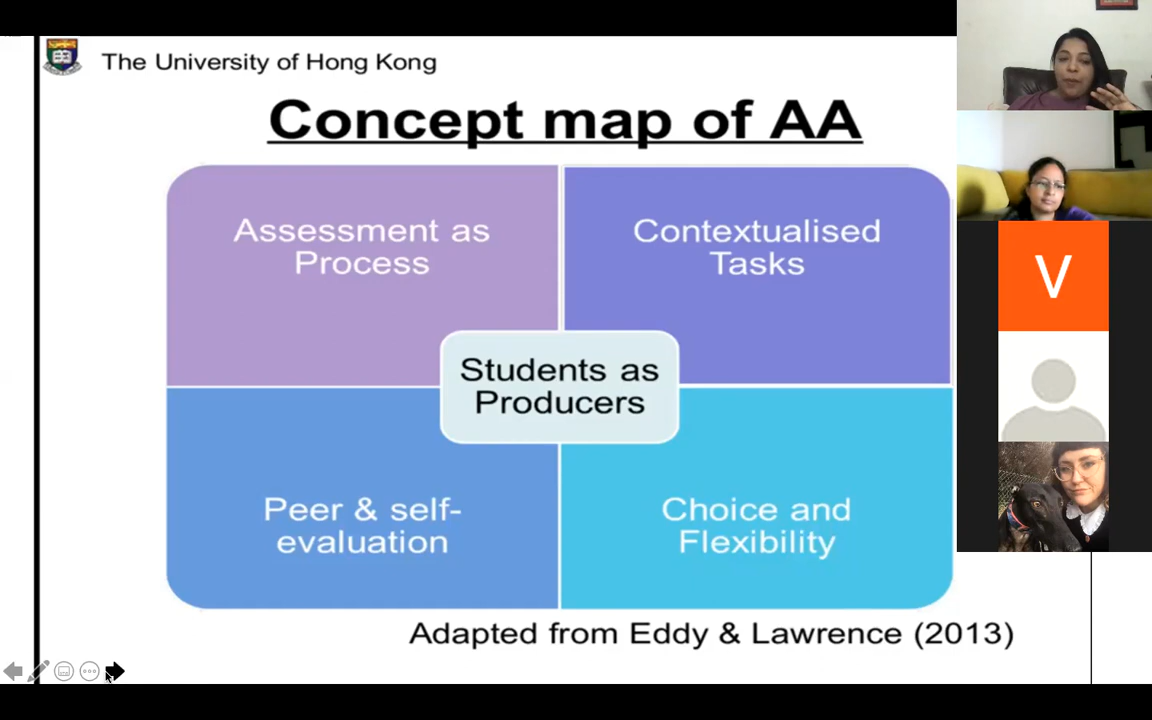 The University of Hong Kong
Concept map of AA
Assessment as
Process
Contextualised
Tasks
Students as
Producers
Peer & self-
evaluation
Choice and
Flexibility
Adapted from Eddy & Lawrence (2013)
V